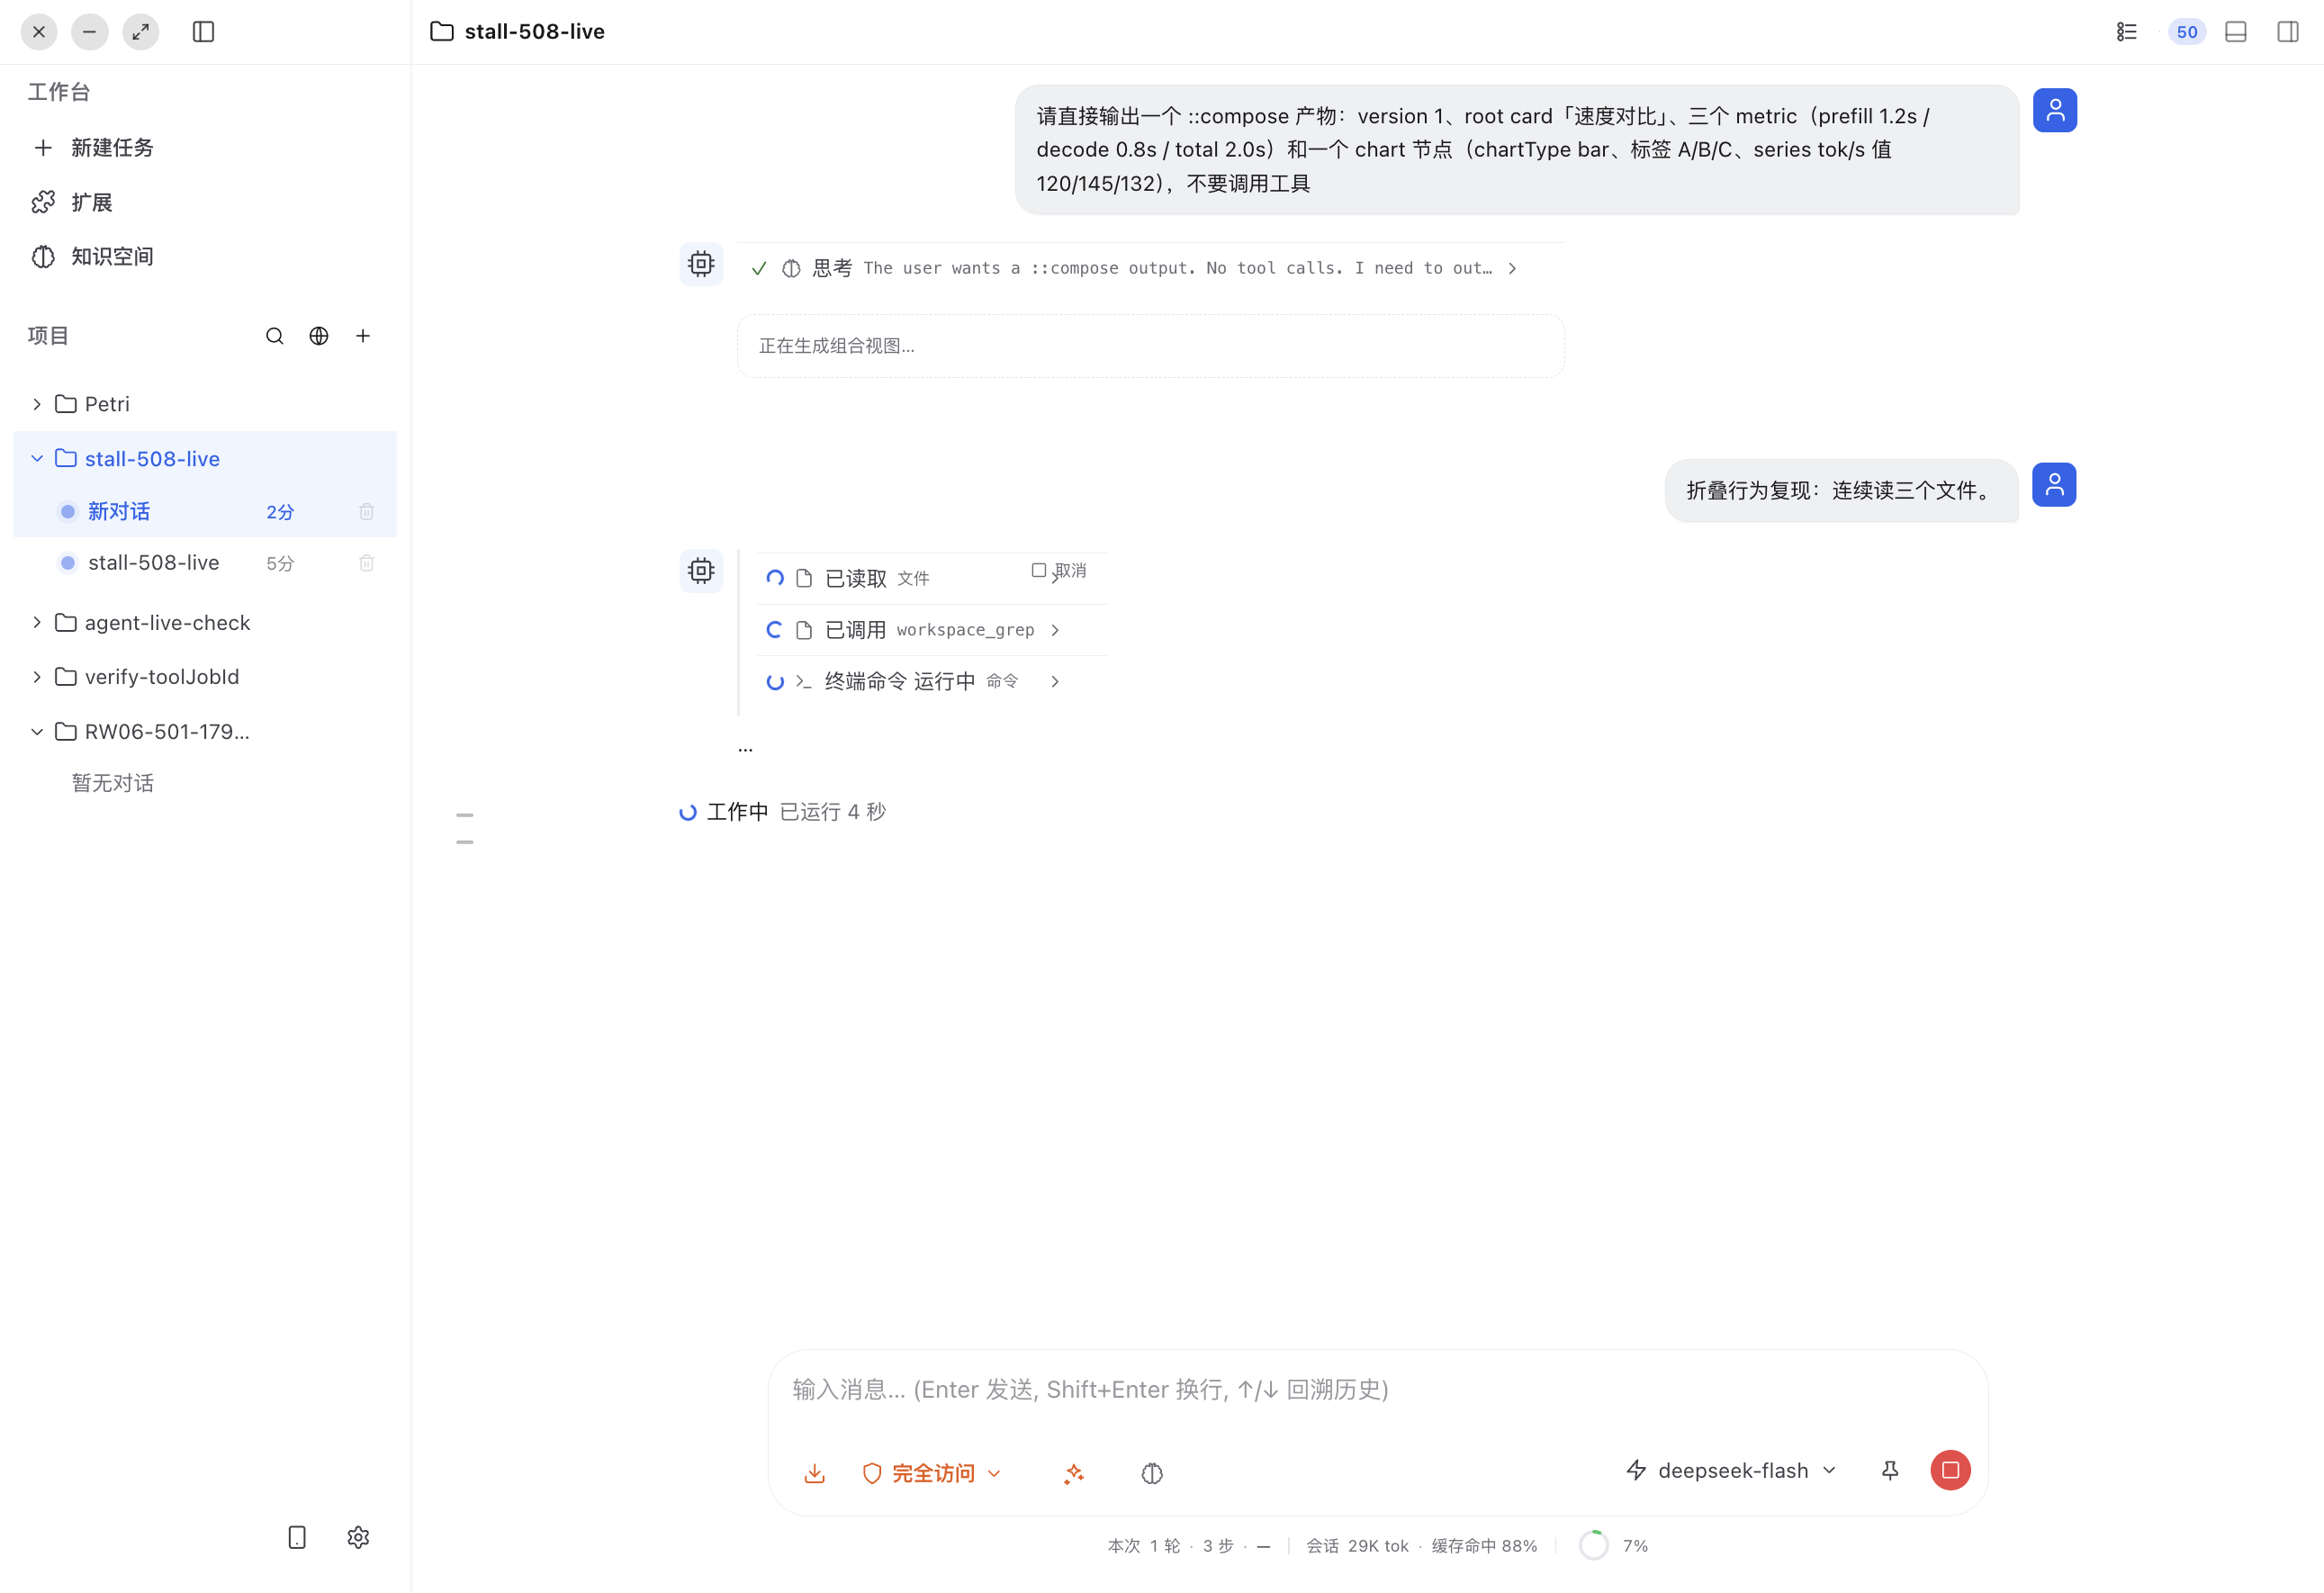 stall-508-live
50
工作台
新建任务
扩展
知识空间
项目
Petri
stall-508-live
新对话 2分
stall-508-live 5分
agent-live-check
verify-toolJobId
RW06-501-179...
暂无对话
请直接输出一个 ::compose 产物：version 1、root card「速度对比」、三个 metric（prefill 1.2s /
decode 0.8s / total 2.0s）和一个 chart 节点（chartType bar、标签 A/B/C、series tok/s 值
120/145/132），不要调用工具
思考 The user wants a ::compose output. No tool calls. I need to out…
正在生成组合视图...
折叠行为复现：连续读三个文件。
已读取 文件 取消
已调用 workspace_grep
终端命令 运行中 命令
...
工作中 已运行 4 秒
输入消息... (Enter 发送, Shift+Enter 换行, ↑/↓ 回溯历史)
完全访问
deepseek-flash
本次 1 轮 · 3 步 · — 会话 29K tok · 缓存命中 88% 7%